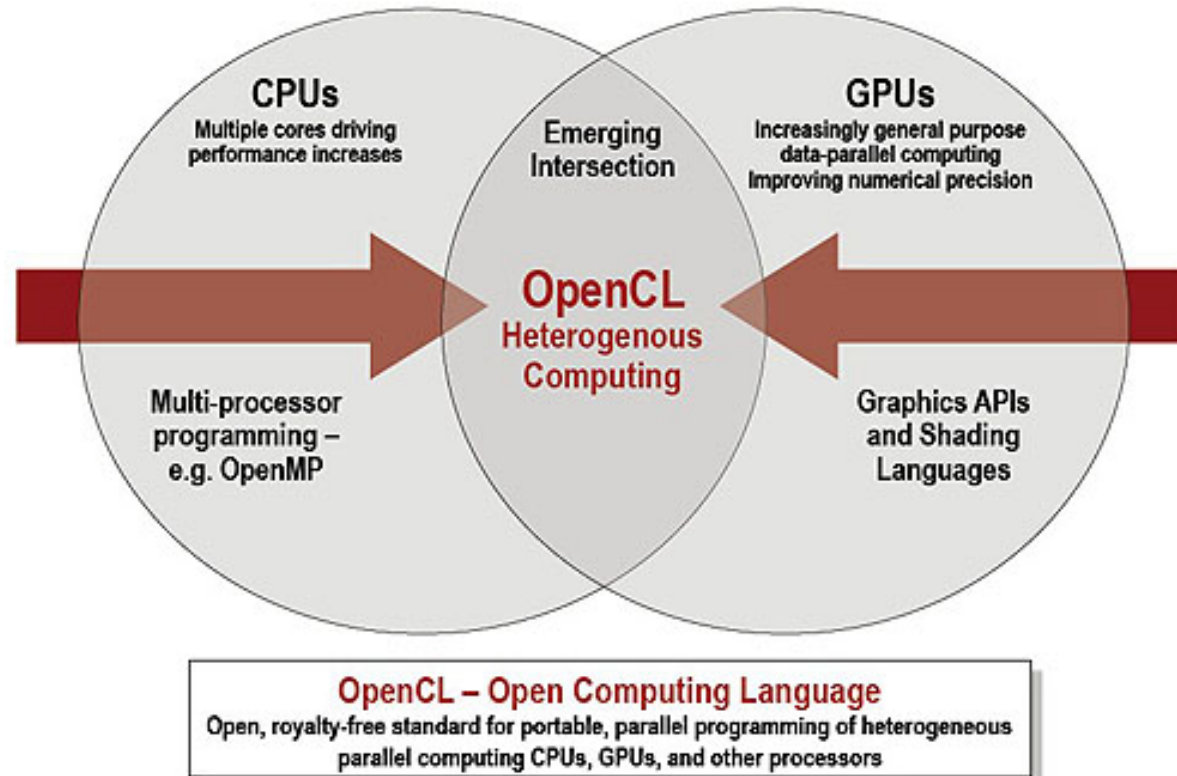 CPUs
Multiple cores driving
performance increases
Emerging
Intersection
GPUs
Increasingly general purpose
data-parallel computing
Improving numerical precision
OpenCL
Heterogenous
Computing
Multi-processor
programming –
e.g. OpenMP
Graphics APIs
and Shading
Languages
OpenCL – Open Computing Language
Open, royalty-free standard for portable, parallel programming of heterogeneous
parallel computing CPUs, GPUs, and other processors